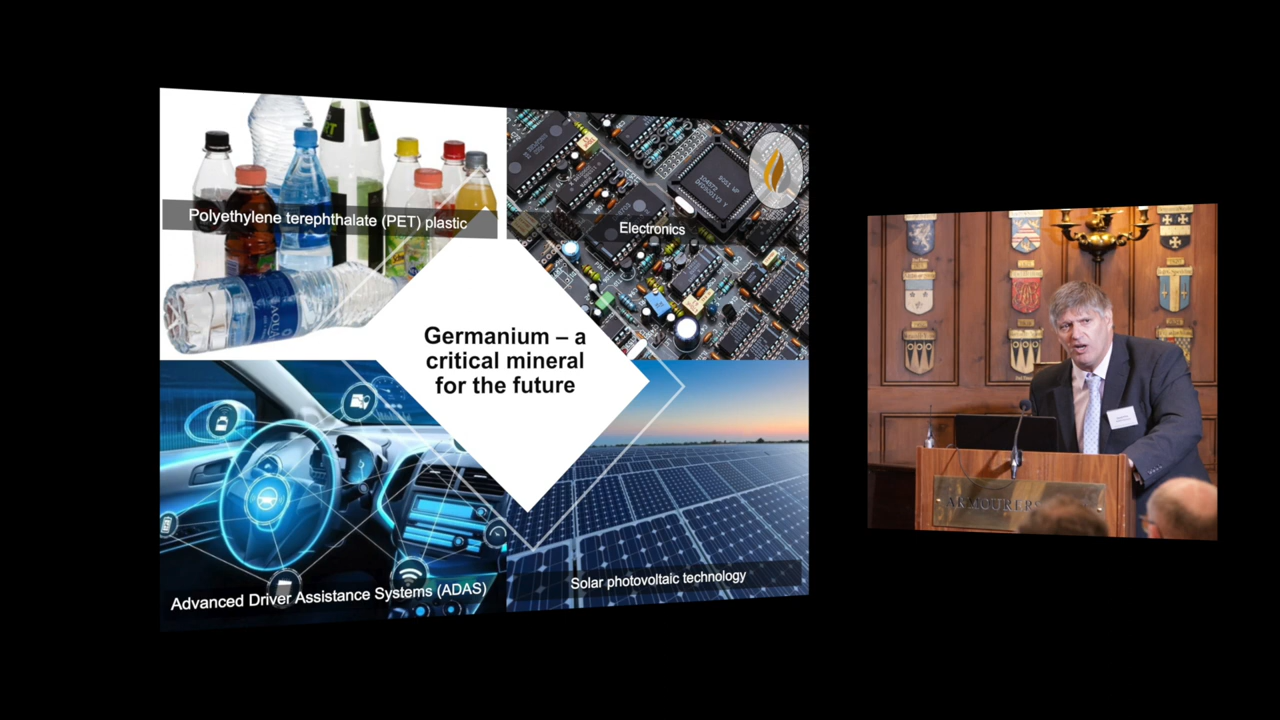 Polyethylene terephthalate (PET) plastic
Electronics
Germanium – a
critical mineral
for the future
Advanced Driver Assistance Systems (ADAS)
Solar photovoltaic technology
ARMOURERS